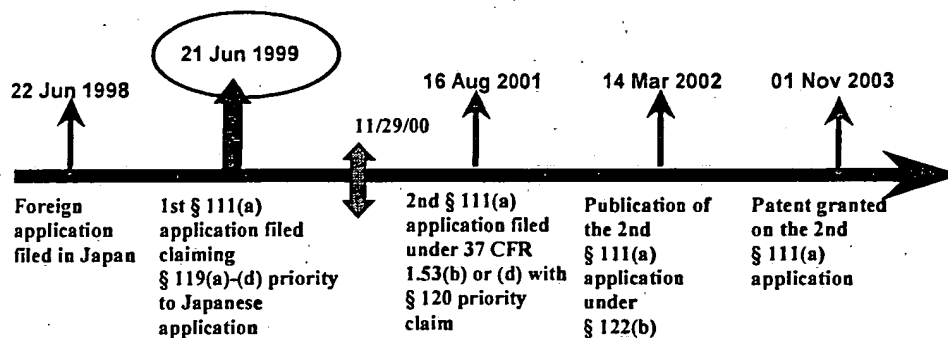 22 Jun 1998
21 Jun 1999
11/29/00
16 Aug 2001
14 Mar 2002
01 Nov 2003
Foreign
application
filed in Japan
1st § 111(a)
application filed
claiming
§ 119(a)-(d) priority
to Japanese
application
2nd § 111(a)
application filed
under 37 CFR
1.53(b) or (d) with
§ 120 priority
claim
Publication of
the 2nd
§ 111(a)
application
under
§ 122(b)
Patent granted
on the 2nd
§ 111(a)
application